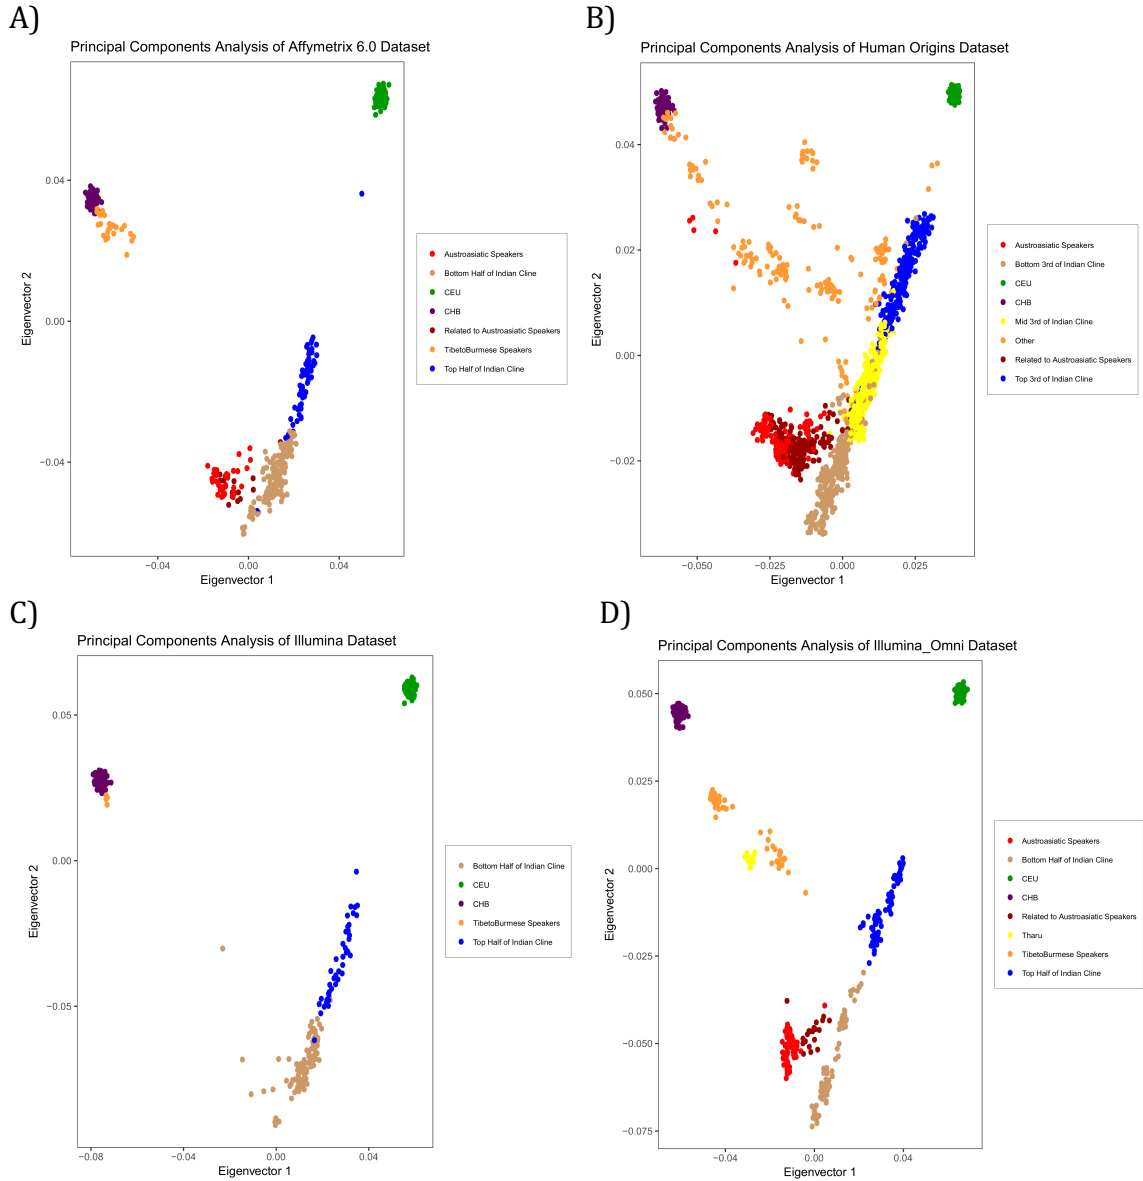 A)
Principal Components Analysis of Affymetrix 6.0 Dataset
0.04
0.00
−0.04
Eigenvector 2
−0.04
0.00
0.04
Eigenvector 1
Austroasiatic Speakers
Bottom Half of Indian Cline
CEU
CHB
Related to Austroasiatic Speakers
TibetoBurmese Speakers
Top Half of Indian Cline
B)
Principal Components Analysis of Human Origins Dataset
0.04
0.02
0.00
−0.02
Eigenvector 2
−0.050
−0.025
0.000
0.025
Eigenvector 1
Austroasiatic Speakers
Bottom 3rd of Indian Cline
CEU
CHB
Mid 3rd of Indian Cline
Other
Related to Austroasiatic Speakers
Top 3rd of Indian Cline
C)
Principal Components Analysis of Illumina Dataset
0.05
0.00
−0.05
Eigenvector 2
−0.08
−0.04
0.00
0.04
Eigenvector 1
Bottom Half of Indian Cline
CEU
CHB
TibetoBurmese Speakers
Top Half of Indian Cline
D)
Principal Components Analysis of Illumina_Omni Dataset
0.050
0.025
0.000
−0.025
−0.050
−0.075
Eigenvector 2
−0.04
0.00
0.04
Eigenvector 1
Austroasiatic Speakers
Bottom Half of Indian Cline
CEU
CHB
Related to Austroasiatic Speakers
Tharu
TibetoBurmese Speakers
Top Half of Indian Cline